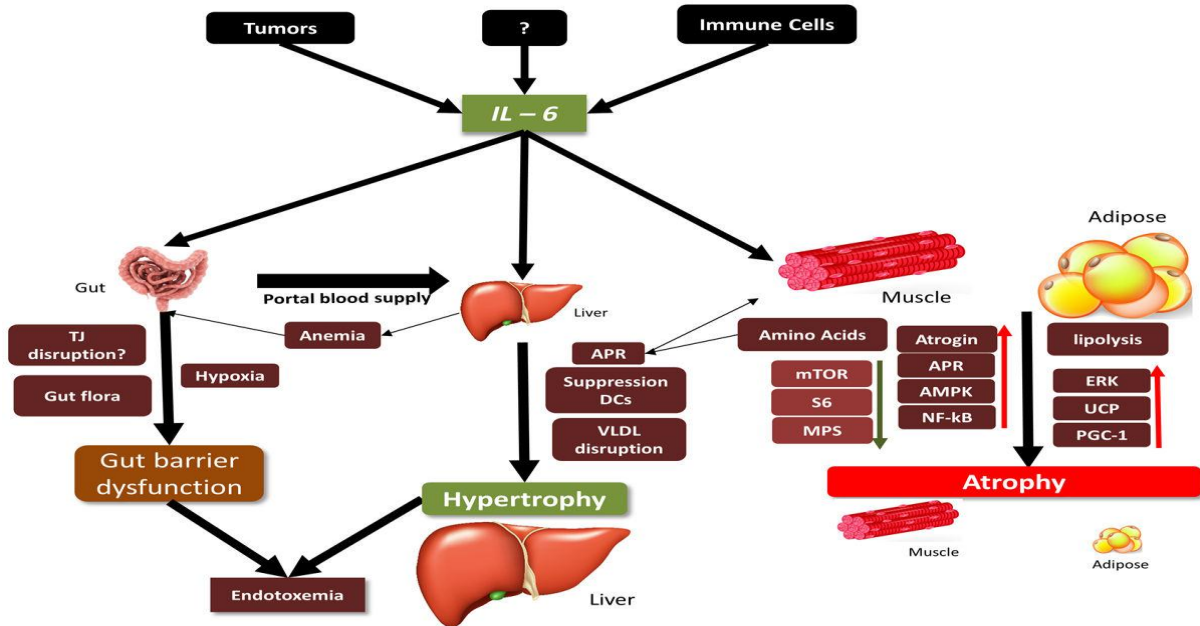 Tumors
?
Immune Cells
IL – 6
Adipose
Gut
Portal blood supply
Liver
Muscle
TJ
disruption?
Anemia
Hypoxia
Gut flora
APR
Suppression
DCs
VLDL
disruption
Amino Acids
mTOR
S6
MPS
Atrogin
APR
AMPK
NF-kB
lipolysis
ERK
UCP
PGC-1
Gut barrier
dysfunction
Hypertrophy
Atrophy
Muscle
Adipose
Endotoxemia
Liver